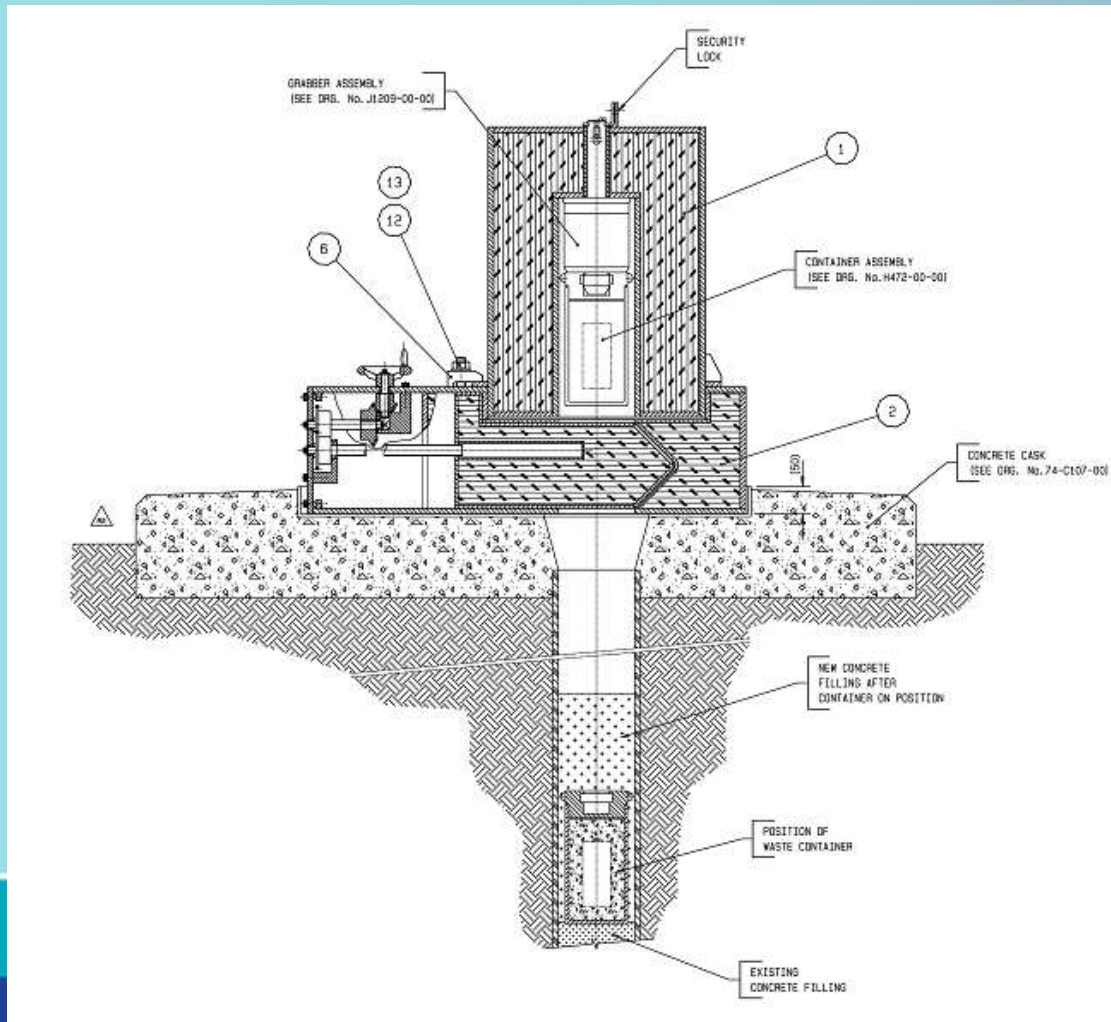 SECURITY
LOCK
GRABBER ASSEMBLY
(SEE DRG. No. J1209-00-00)
1
13
12
6
CONTAINER ASSEMBLY
(SEE DRG. No. H472-00-00)
2
(50)
CONCRETE CASK
(SEE DRG. No. 74-C107-00)
NEW CONCRETE
FILLING AFTER
CONTAINER ON POSITION
POSITION OF
WASTE CONTAINER
EXISTING
CONCRETE FILLING